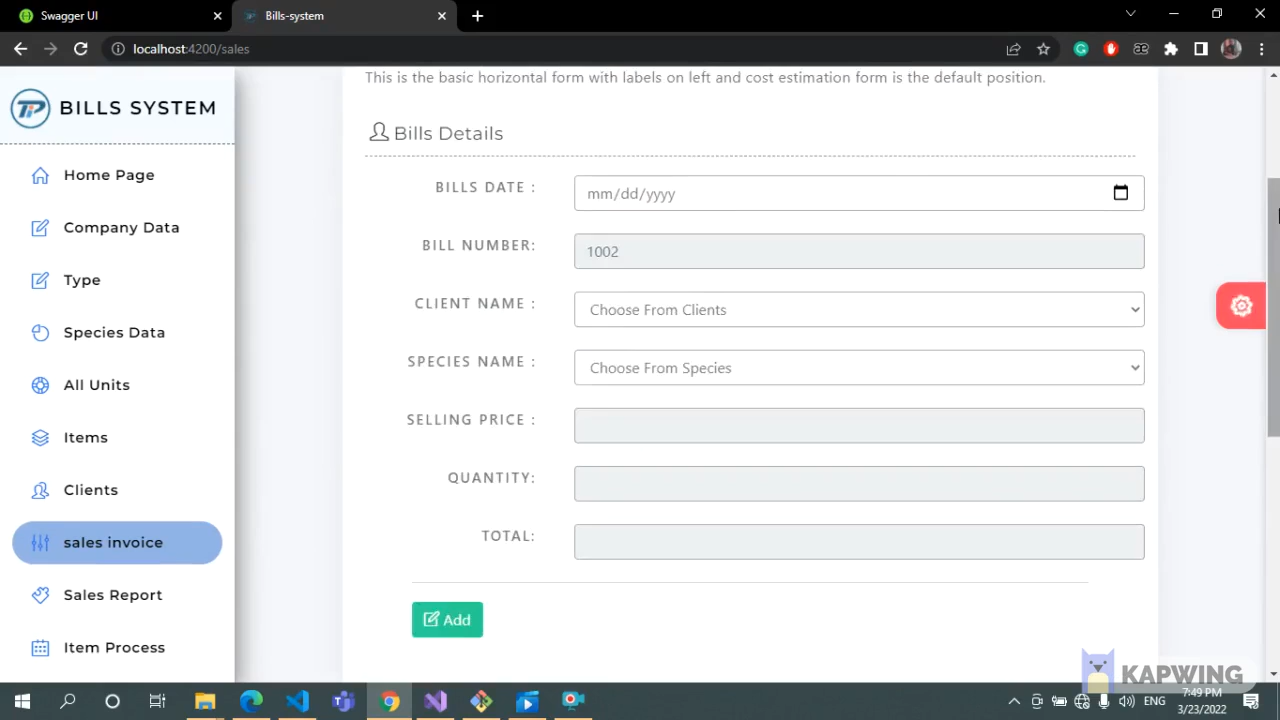 Swagger UI
Bills-system
localhost:4200/sales
BILLS SYSTEM
Home Page
Company Data
Type
Species Data
All Units
Items
Clients
sales invoice
Sales Report
Item Process
This is the basic horizontal form with labels on left and cost estimation form is the default position.
Bills Details
BILLS DATE :
mm/dd/yyyy
BILL NUMBER:
1002
CLIENT NAME :
Choose From Clients
SPECIES NAME :
Choose From Species
SELLING PRICE :
QUANTITY:
TOTAL:
Add
KAPWING
ENG
7:49 PM
3/23/2022